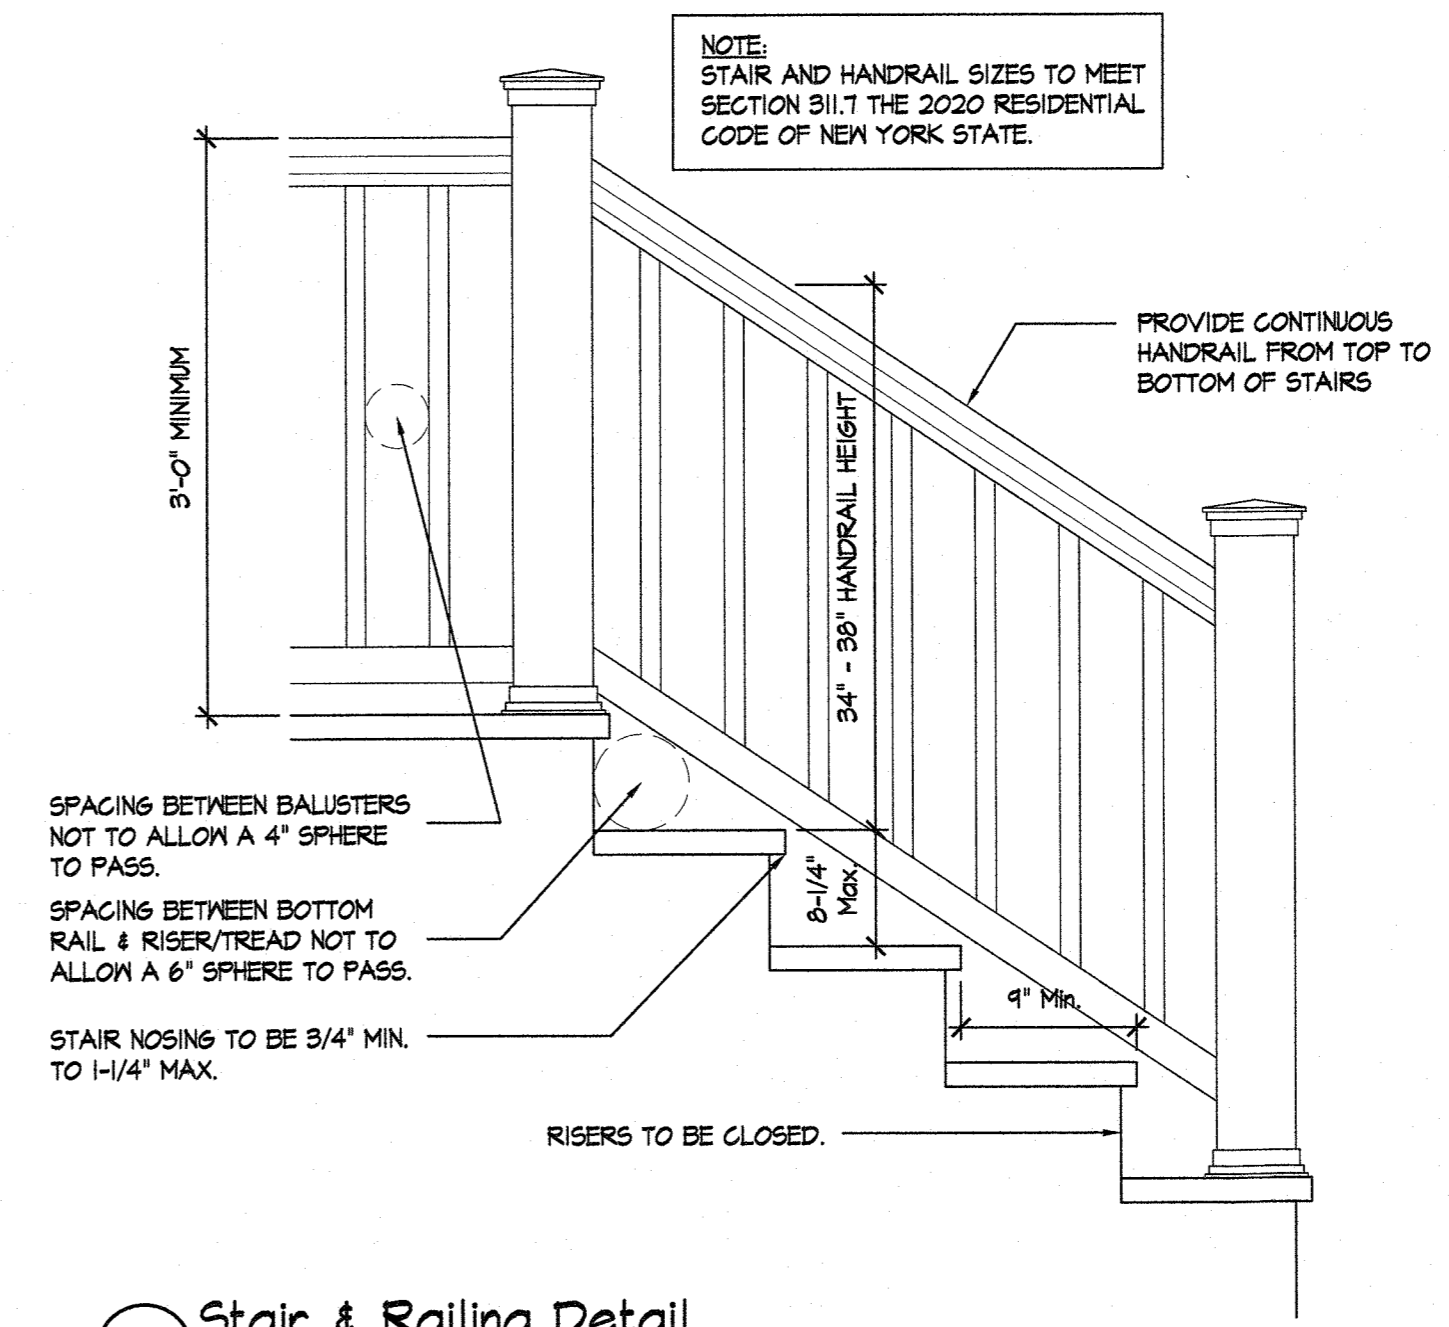 NOTE:
STAIR AND HANDRAIL SIZES TO MEET
SECTION 311.7 THE 2020 RESIDENTIAL
CODE OF NEW YORK STATE.
3'-0" MINIMUM
PROVIDE CONTINUOUS
HANDRAIL FROM TOP TO
BOTTOM OF STAIRS
34" - 38" HANDRAIL HEIGHT
SPACING BETWEEN BALUSTERS
NOT TO ALLOW A 4" SPHERE
TO PASS.
8-1/4"
Max.
SPACING BETWEEN BOTTOM
RAIL & RISER/TREAD NOT TO
ALLOW A 6" SPHERE TO PASS.
9" Min.
STAIR NOSING TO BE 3/4" MIN.
TO 1-1/4" MAX.
RISERS TO BE CLOSED.
Stair & Railing Detail